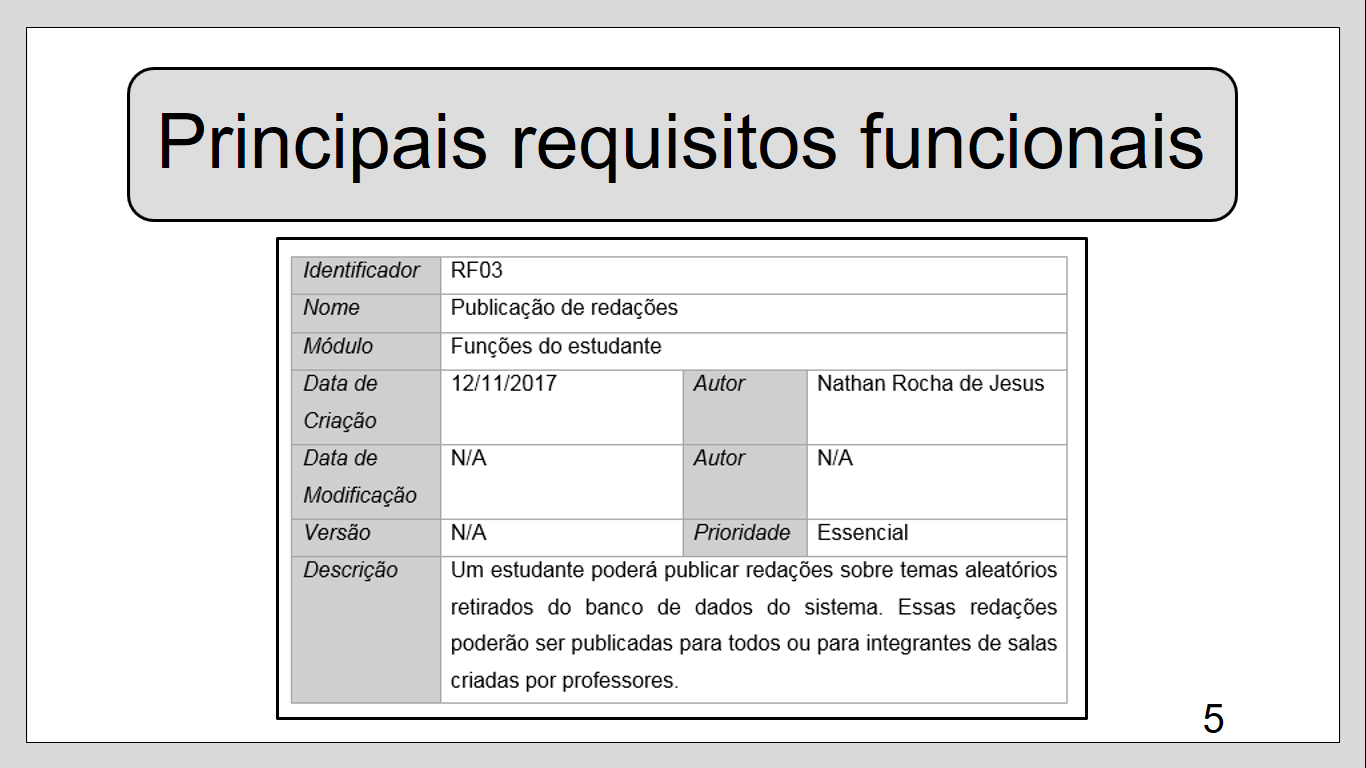 Principais requisitos funcionais
Identificador RF03
Nome Publicação de redações
Módulo Funções do estudante
Data de Criação 12/11/2017 Autor Nathan Rocha de Jesus
Data de Modificação N/A Autor N/A
Versão N/A Prioridade Essencial
Descrição Um estudante poderá publicar redações sobre temas aleatórios
retirados do banco de dados do sistema. Essas redações
poderão ser publicadas para todos ou para integrantes de salas
criadas por professores.
5